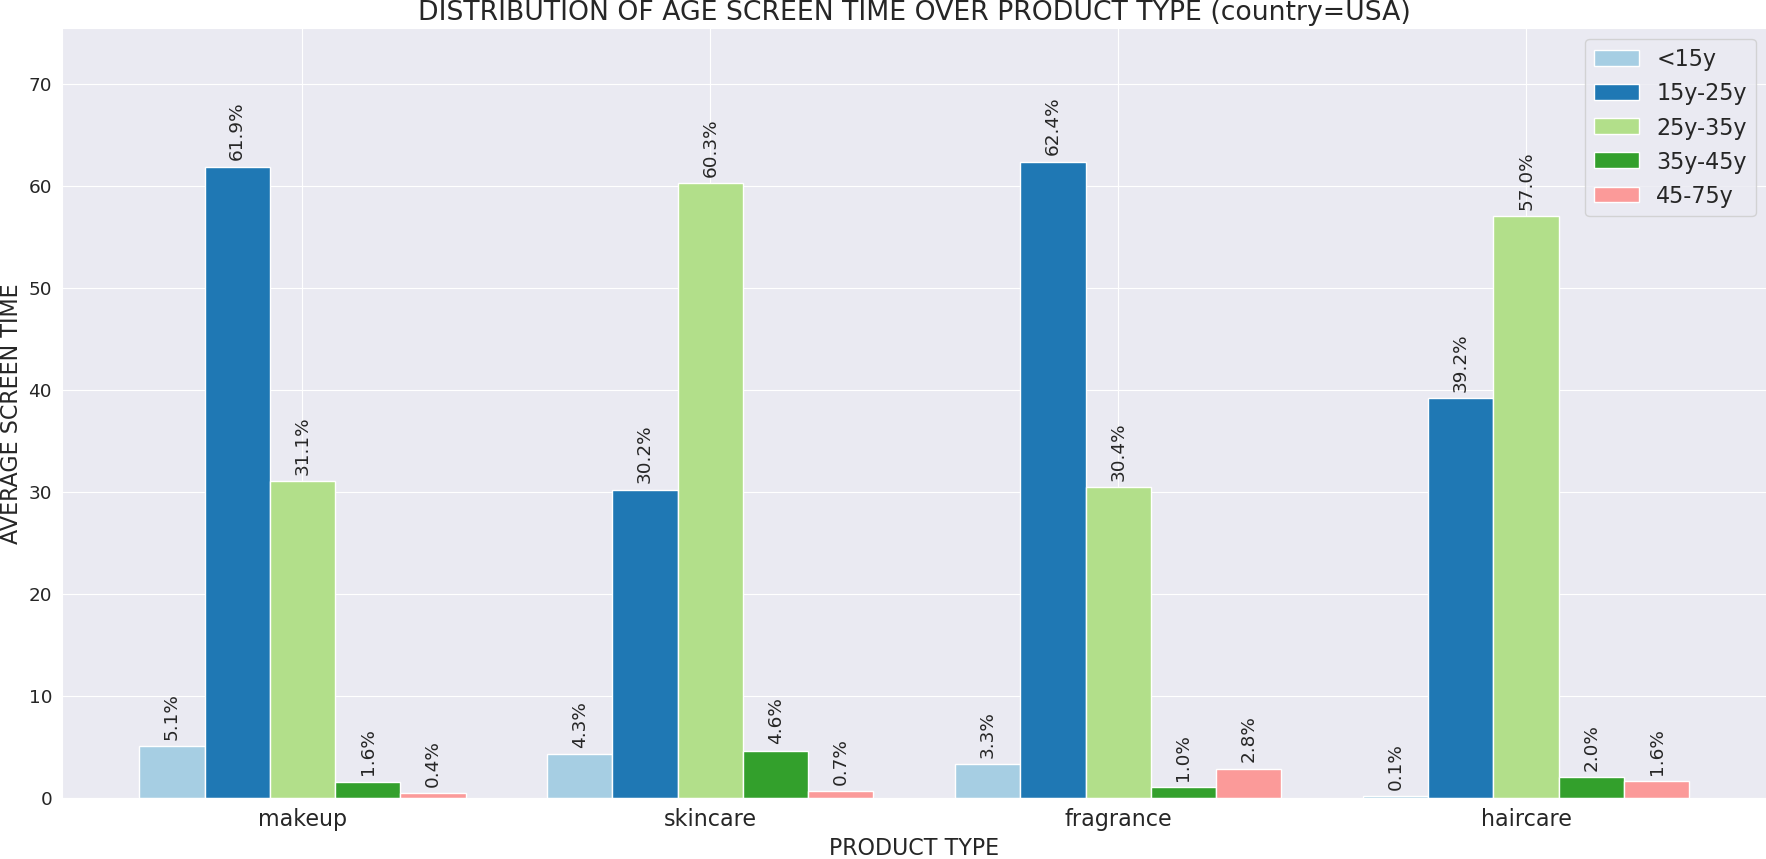 DISTRIBUTION OF AGE SCREEN TIME OVER PRODUCT TYPE (country=USA)
<15y
15y-25y
25y-35y
35y-45y
45-75y
AVERAGE SCREEN TIME
70
60
50
40
30
20
10
0
5.1%
61.9%
31.1%
1.6%
0.4%
4.3%
30.2%
60.3%
4.6%
0.7%
3.3%
62.4%
30.4%
1.0%
2.8%
0.1%
39.2%
57.0%
2.0%
1.6%
makeup
skincare
fragrance
haircare
PRODUCT TYPE